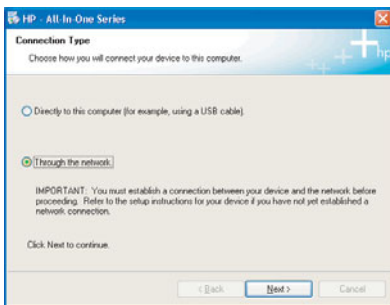 HP - All-In-One Series
Connection Type
Choose how you will connect your device to this computer.
hp
Directly to this computer (for example, using a USB cable).
Through the network.
IMPORTANT: You must establish a connection between your device and the network before
proceeding. Refer to the setup instructions for your device if you have not yet established a
network connection.
Click Next to continue.
< Back Next > Cancel